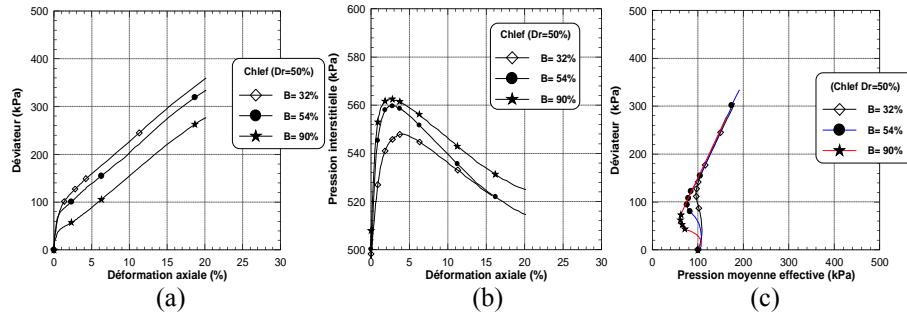 (a)
500
400
300
200
100
0
Déviateur (kPa)
0 5 10 15 20 25 30
Déformation axiale (%)
Chlef (Dr=50%)
B= 32%
B= 54%
B= 90%
(a)
(b)
600
580
560
540
520
500
Pression interstitielle (kPa)
0 5 10 15 20 25 30
Déformation axiale (%)
Chlef (Dr=50%)
B= 32%
B= 54%
B= 90%
(b)
(c)
500
400
300
200
100
0
Déviateur (kPa)
0 100 200 300 400 500
Pression moyenne effective (kPa)
(Chlef (Dr=50%)
B= 32%
B= 54%
B= 90%
(c)